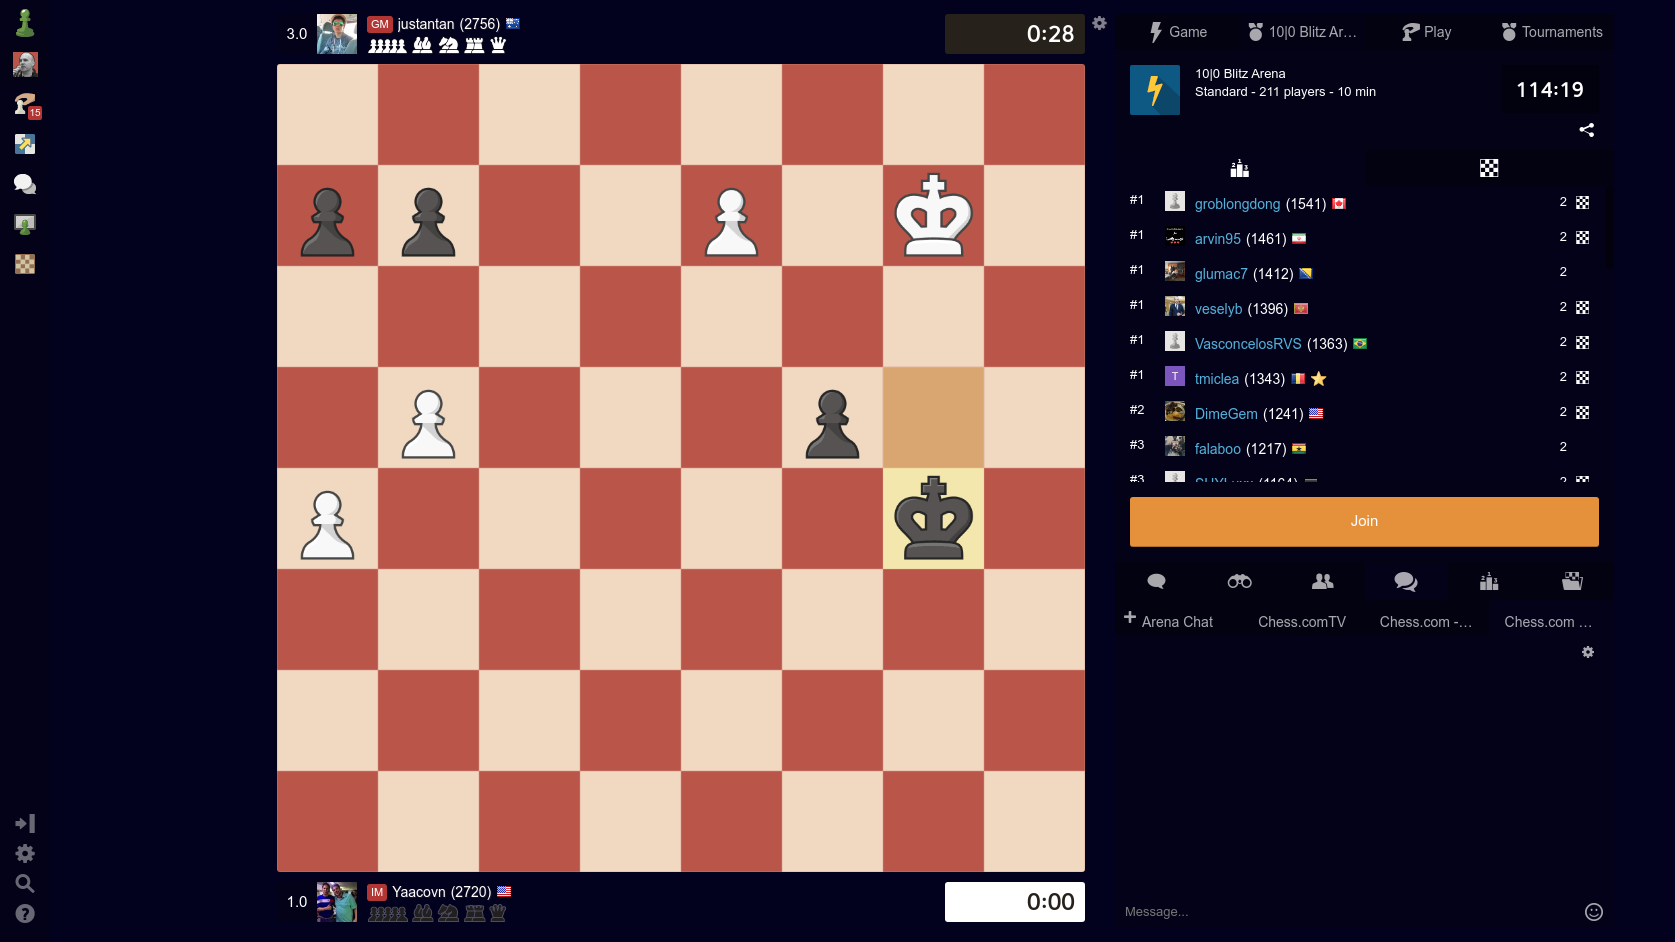 3.0
GM justantan (2756)
0:28
Game
10|0 Blitz Ar...
Play
Tournaments
15
10|0 Blitz Arena
Standard - 211 players - 10 min
114:19
#1 groblongdong (1541) 2
#1 arvin95 (1461) 2
#1 glumac7 (1412) 2
#1 veselyb (1396) 2
#1 VasconcelosRVS (1363) 2
#1 T tmiclea (1343) 2
#2 DimeGem (1241) 2
#3 falaboo (1217) 2
#3
Join
Arena Chat
Chess.comTV
Chess.com -...
Chess.com ...
1.0
IM Yaacovn (2720)
0:00
Message...